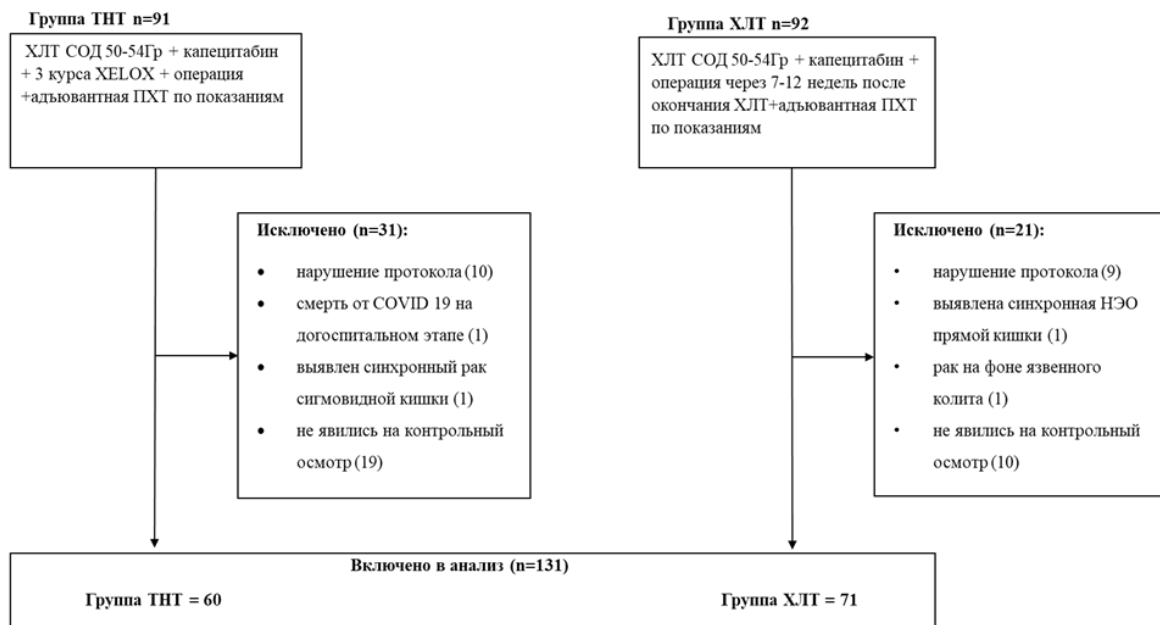 Группа ТНТ n=91
ХЛТ СОД 50-54Гр + капецитабин
+ 3 курса XELOX + операция
+адъювантная ПХТ по показаниям
Группа ХЛТ n=92
ХЛТ СОД 50-54Гр + капецитабин +
операция через 7-12 недель после
окончания ХЛТ+адъювантная ПХТ
по показаниям
Исключено (n=31):
• нарушение протокола (10)
• смерть от COVID 19 на
догоспитальном этапе (1)
• выявлен синхронный рак
сигмовидной кишки (1)
• не явились на контрольный
осмотр (19)
Исключено (n=21):
• нарушение протокола (9)
• выявлена синхронная НЭО
прямой кишки (1)
• рак на фоне язвенного
колита (1)
• не явились на контрольный
осмотр (10)
Включено в анализ (n=131)
Группа ТНТ = 60
Группа ХЛТ = 71